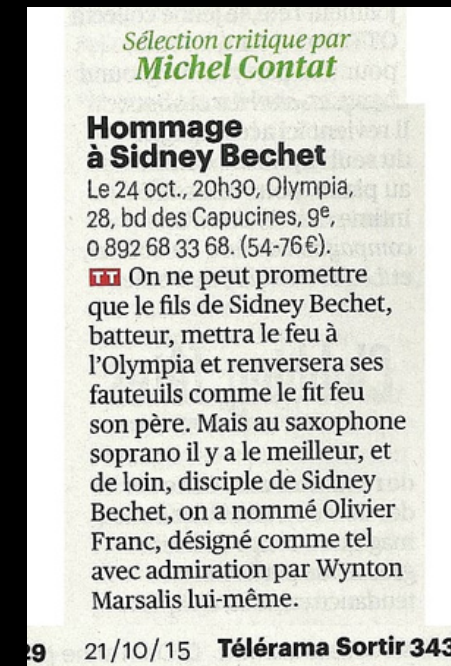 Sélection critique par
Michel Contat
Hommage
à Sidney Bechet
Le 24 oct., 20h30, Olympia,
28, bd des Capucines, 9e,
0 892 68 33 68. (54-76 €).
TT On ne peut promettre
que le fils de Sidney Bechet,
batteur, mettra le feu à
l'Olympia et renversera ses
fauteuils comme le fit feu
son père. Mais au saxophone
soprano il y a le meilleur, et
de loin, disciple de Sidney
Bechet, on a nommé Olivier
Franc, désigné comme tel
avec admiration par Wynton
Marsalis lui-même.
29 21/10/15 Télérama Sortir 343